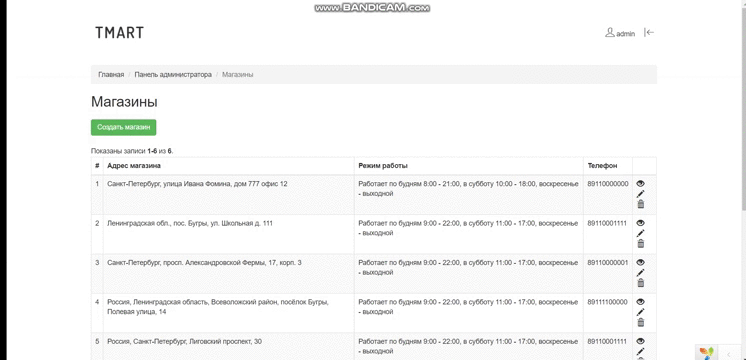 www.BANDICAM.com
TMART
admin
Главная / Панель администратора / Магазины
Магазины
Создать магазин
Показаны записи 1-6 из 6.
# Адрес магазина Режим работы Телефон
1 Санкт-Петербург, улица Ивана Фомина, дом 777 офис 12 Работает по будням 8:00 - 21:00, в субботу 10:00 - 18:00, воскресенье 89110000000
- выходной
2 Ленинградская обл., пос. Бугры, ул. Школьная д. 111 Работает по будням 9:00 - 22:00, в субботу 11:00 - 17:00, воскресенье 89110001111
- выходной
3 Санкт-Петербург, просп. Александровской Фермы, 17, корп. 3 Работает по будням 9:00 - 22:00, в субботу 11:00 - 17:00, воскресенье 89110000001
- выходной
4 Россия, Ленинградская область, Всеволожский район, посёлок Бугры, Работает по будням 9:00 - 22:00, в субботу 11:00 - 17:00, воскресенье 89111100000
Полевая улица, 14 - выходной
5 Россия, Санкт-Петербург, Лиговский проспект, 30 Работает по будням 9:00 - 22:00, в субботу 11:00 - 17:00, воскресенье 89110001111
- выходной